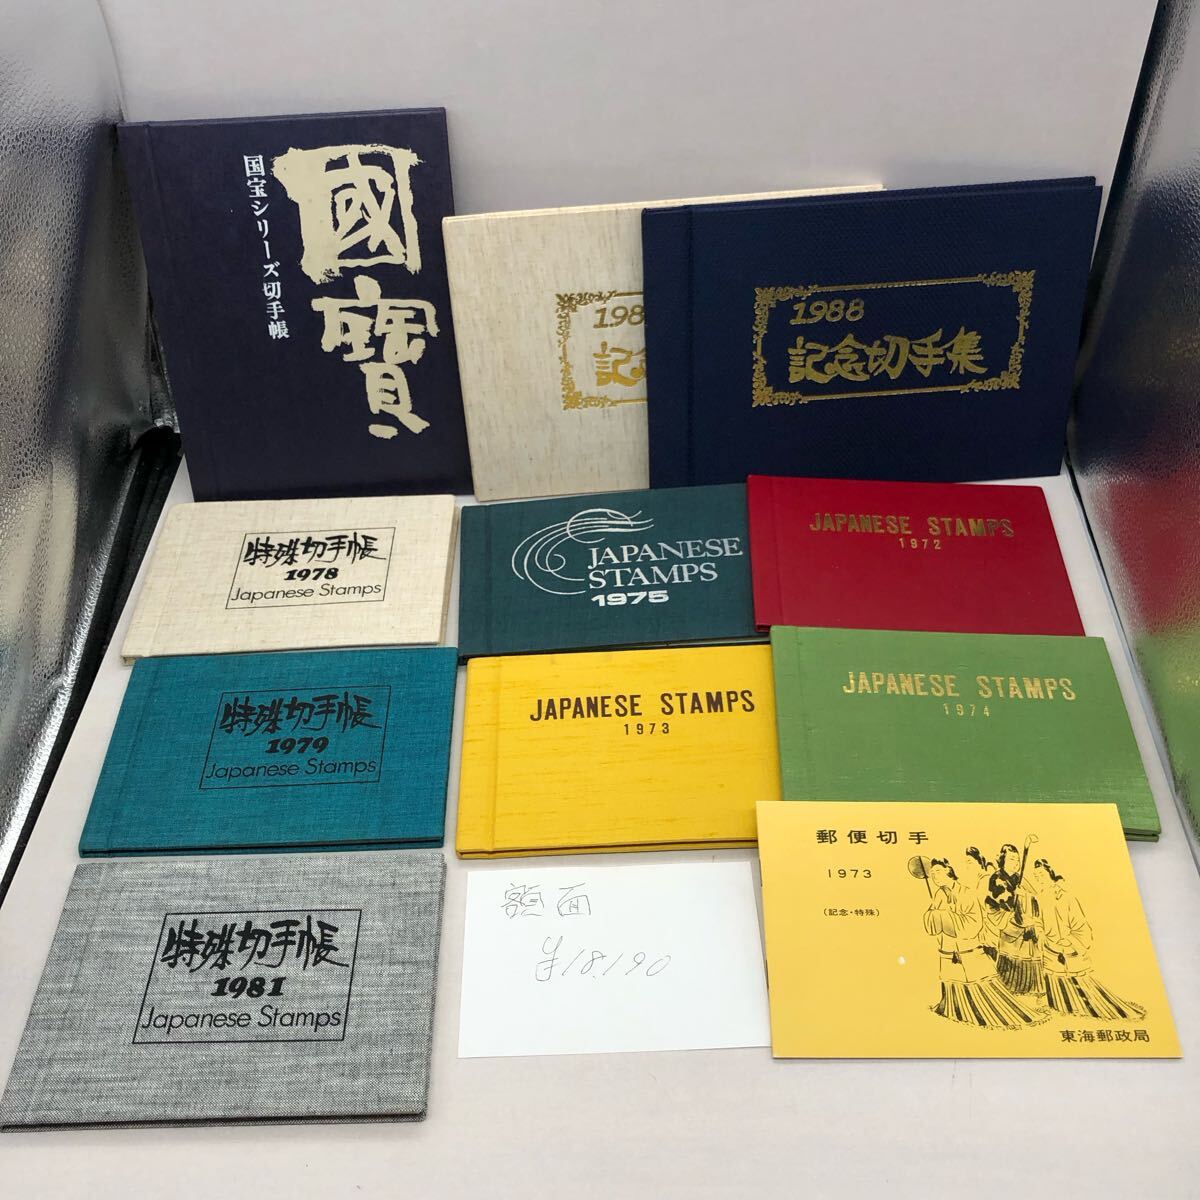 国宝シリーズ切手帳
國寶
198
記念
1988
記念切手集
特殊切手帳
1978
Japanese Stamps
JAPANESE
STAMPS
1975
JAPANESE STAMPS
1972
特殊切手帳
1979
Japanese Stamps
JAPANESE STAMPS
1973
JAPANESE STAMPS
1974
特殊切手帳
1981
Japanese Stamps
額面
¥18,190
郵便切手
1973
(記念・特殊)
東海郵政局